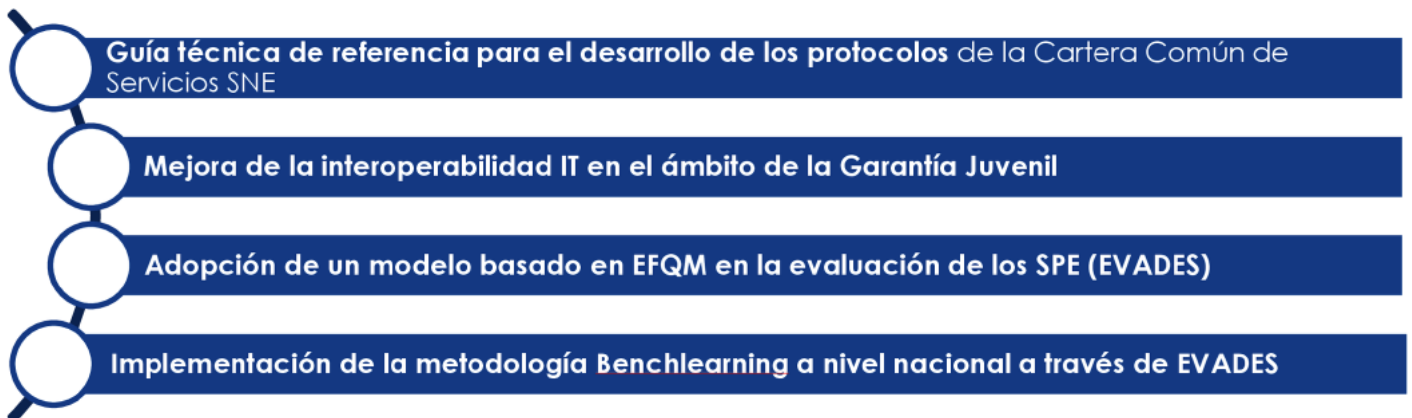 Guía técnica de referencia para el desarrollo de los protocolos de la Cartera Común de
Servicios SNE
Mejora de la interoperabilidad IT en el ámbito de la Garantía Juvenil
Adopción de un modelo basado en EFQM en la evaluación de los SPE (EVADES)
Implementación de la metodología Benchlearning a nivel nacional a través de EVADES